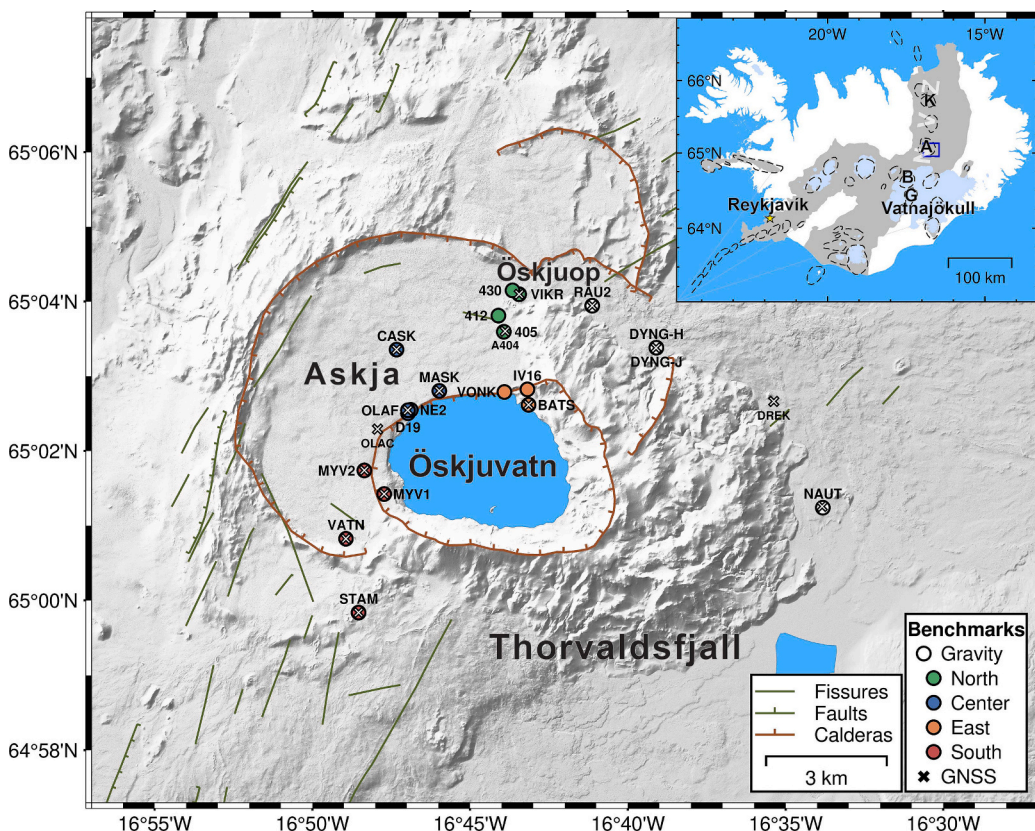 20°W
15°W
66°N
65°N
64°N
K
A
B
G
Reykjavík
Vatnajökull
100 km
65°06'N
65°04'N
65°02'N
65°00'N
64°58'N
Öskjuop
430
VIKR
RAU2
412
405
A404
CASK
DYNG-H
DYNG-J
Askja
MASK
IV16
VONK
BATS
OLAF
NE2
D19
OLAC
DREK
Öskjuvatn
MYV2
MYV1
NAUT
VATN
STAM
Thorvaldsfjall
Fissures
Faults
Calderas
3 km
Benchmarks
Gravity
North
Center
East
South
GNSS
16°55'W
16°50'W
16°45'W
16°40'W
16°35'W
16°30'W